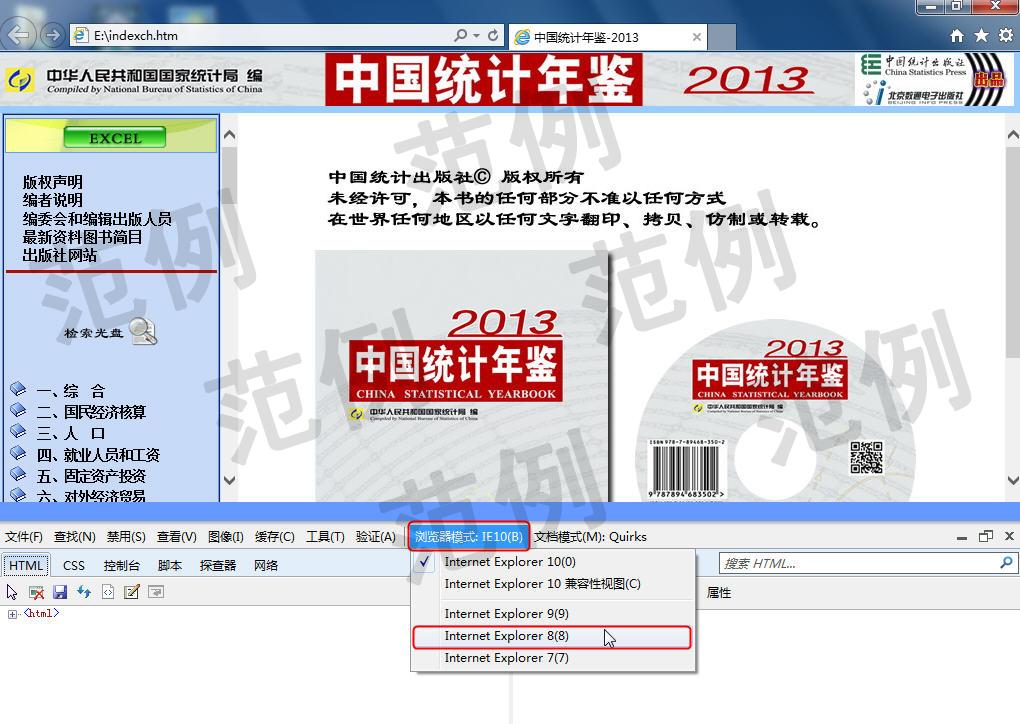 E:\indexch.htm
中国统计年鉴-2013
中华人民共和国国家统计局 编
Compiled by National Bureau of Statistics of China
中国统计年鉴
2013
中国统计出版社
China Statistics Press
北京数通电子出版社
BEIJING INFO PRESS
出品
EXCEL
版权声明
编者说明
编委会和编辑出版人员
最新资料图书简目
出版社网站
检索光盘
一、综 合
二、国民经济核算
三、人 口
四、就业人员和工资
五、固定资产投资
六、对外经济贸易
中国统计出版社© 版权所有
未经许可，本书的任何部分不准以任何方式
在世界任何地区以任何文字翻印、拷贝、仿制或转载。
2013
中国统计年鉴
CHINA STATISTICAL YEARBOOK
中华人民共和国国家统计局 编
Compiled by National Bureau of Statistics of China
2013
中国统计年鉴
CHINA STATISTICAL YEARBOOK
中华人民共和国国家统计局 编
Compiled by National Bureau of Statistics of China
ISBN 978-7-89468-350-2
9 787894 683502 >
范例
范例
范例
范例
范例
范例
文件(F) 查找(N) 禁用(S) 查看(V) 图像(I) 缓存(C) 工具(T) 验证(A) 浏览器模式: IE10(B) 文档模式(M): Quirks
HTML CSS 控制台 脚本 探查器 网络
搜索 HTML...
属性
<html>
Internet Explorer 10(0)
Internet Explorer 10 兼容性视图(C)
Internet Explorer 9(9)
Internet Explorer 8(8)
Internet Explorer 7(7)